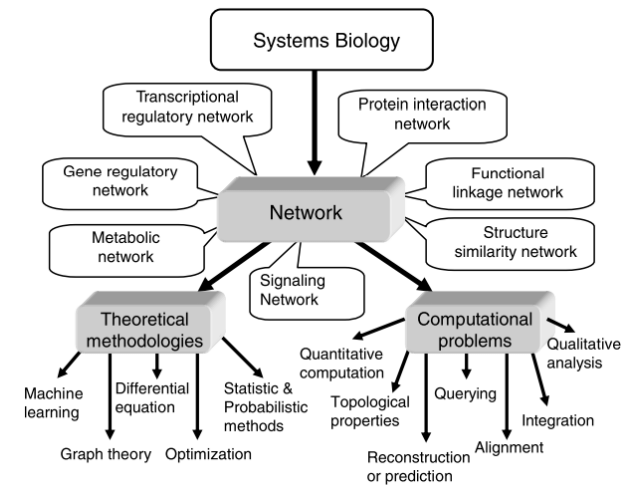 Systems Biology
Transcriptional
regulatory network
Protein interaction
network
Gene regulatory
network
Functional
linkage network
Network
Metabolic
network
Structure
similarity network
Signaling
Network
Theoretical
methodologies
Computational
problems
Quantitative
computation
Qualitative
analysis
Machine
learning
Differential
equation
Statistic &
Probabilistic
methods
Topological
properties
Querying
Integration
Graph theory
Optimization
Reconstruction
or prediction
Alignment